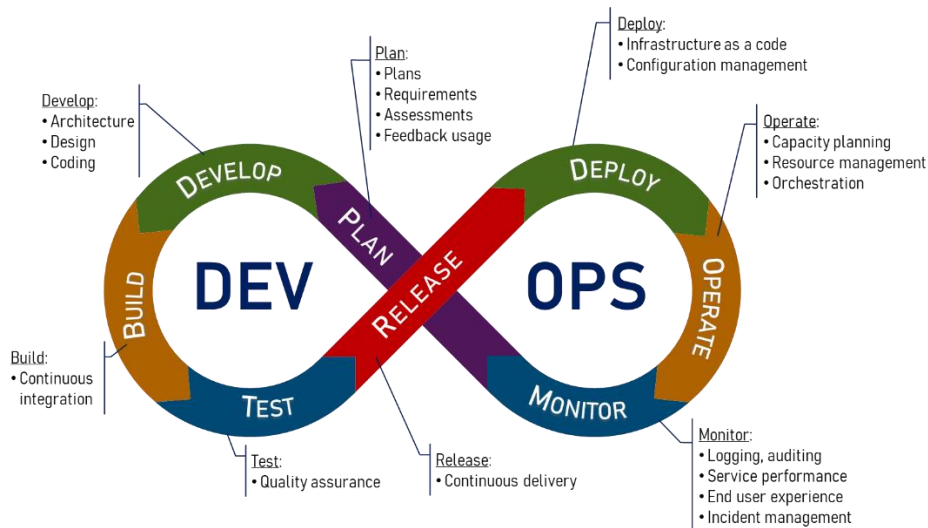 Deploy:
• Infrastructure as a code
• Configuration management
Plan:
• Plans
• Requirements
• Assessments
• Feedback usage
Develop:
• Architecture
• Design
• Coding
Operate:
• Capacity planning
• Resource management
• Orchestration
DEVELOP
DEPLOY
PLAN
RELEASE
DEV
OPS
BUILD
OPERATE
TEST
MONITOR
Build:
• Continuous
integration
Test:
• Quality assurance
Release:
• Continuous delivery
Monitor:
• Logging, auditing
• Service performance
• End user experience
• Incident management